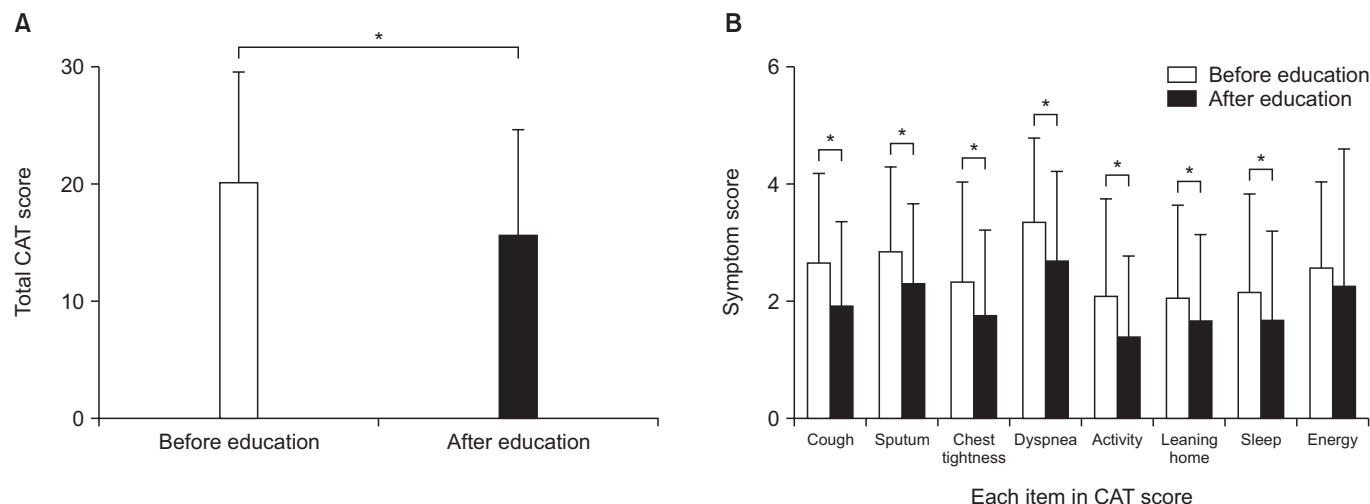 A
*
30
20
10
0
Total CAT score
Before education
After education
B
6
4
2
0
Symptom score
Before education
After education
*
*
*
*
*
*
*
Cough
Sputum
Chest
tightness
Dyspnea
Activity
Leaning
home
Sleep
Energy
Each item in CAT score